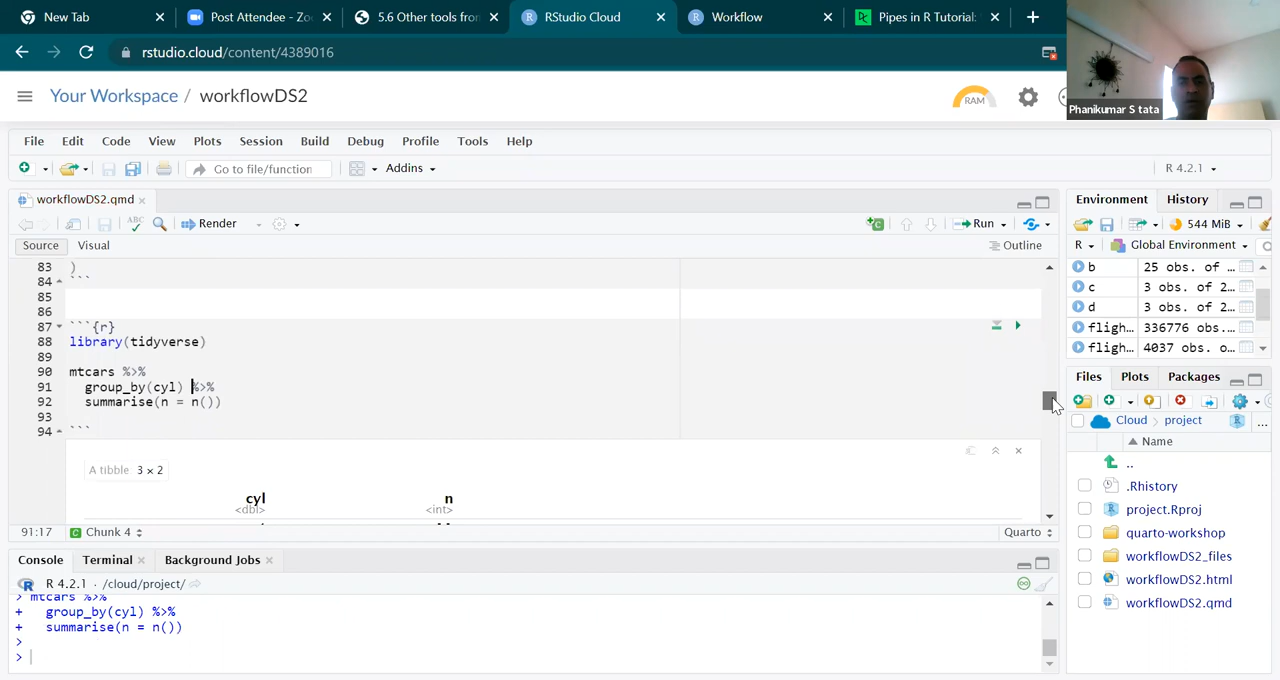 New Tab
Post Attendee - Zo
5.6 Other tools from
RStudio Cloud
Workflow
Pipes in R Tutorial:
rstudio.cloud/content/4389016
Your Workspace / workflowDS2
RAM
Phanikumar S tata
File Edit Code View Plots Session Build Debug Profile Tools Help
Go to file/function
Addins
R 4.2.1
workflowDS2.qmd
ABC
Render
Run
Source Visual
Outline
83 )
84 ```
85
86
87 ```{r}
88 library(tidyverse)
89
90 mtcars %>%
91 group_by(cyl) %>%
92 summarise(n = n())
93
94 ```
A tibble 3 × 2
cyl n
<dbl> <int>
91:17 C Chunk 4
Quarto
Console Terminal Background Jobs
R 4.2.1 · /cloud/project/
> mtcars %>%
+ group_by(cyl) %>%
+ summarise(n = n())
>
>
Environment History
544 MiB
R Global Environment
b 25 obs. of …
c 3 obs. of 2…
d 3 obs. of 2…
fligh… 336776 obs.…
fligh… 4037 obs. o…
Files Plots Packages
Cloud project
...
Name
..
.Rhistory
project.Rproj
quarto-workshop
workflowDS2_files
workflowDS2.html
workflowDS2.qmd